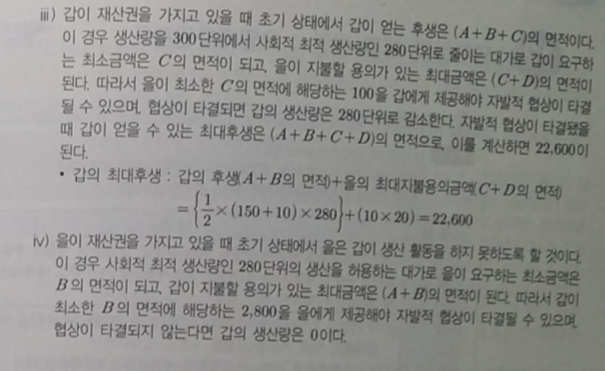 iii) 갑이 재산권을 가지고 있을 때 초기 상태에서 갑이 얻는 후생은 (A+B+C)의 면적이다.
이 경우 생산량을 300단위에서 사회적 최적 생산량인 280단위로 줄이는 대가로 갑이 요구하
는 최소금액은 C의 면적이 되고, 을이 지불할 용의가 있는 최대금액은 (C+D)의 면적이
된다. 따라서 을이 최소한 C의 면적에 해당하는 100을 갑에게 제공해야 자발적 협상이 타결
될 수 있으며, 협상이 타결되면 갑의 생산량은 280단위로 감소한다. 자발적 협상이 타결됐을
때 갑이 얻을 수 있는 최대후생은 (A+B+C+D)의 면적으로, 이를 계산하면 22,600이
된다.
• 갑의 최대후생 : 갑의 후생(A+B의 면적)+을의 최대지불용의금액(C+D의 면적)
={1/2×(150+10)×280}+(10×20)=22,600
iv) 을이 재산권을 가지고 있을 때 초기 상태에서 을은 갑이 생산 활동을 하지 못하도록 할 것이다.
이 경우 사회적 최적 생산량인 280단위의 생산을 허용하는 대가로 을이 요구하는 최소금액은
B의 면적이 되고, 갑이 지불할 용의가 있는 최대금액은 (A+B)의 면적이 된다. 따라서 갑이
최소한 B의 면적에 해당하는 2,800을 을에게 제공해야 자발적 협상이 타결될 수 있으며,
협상이 타결되지 않는다면 갑의 생산량은 0이다.